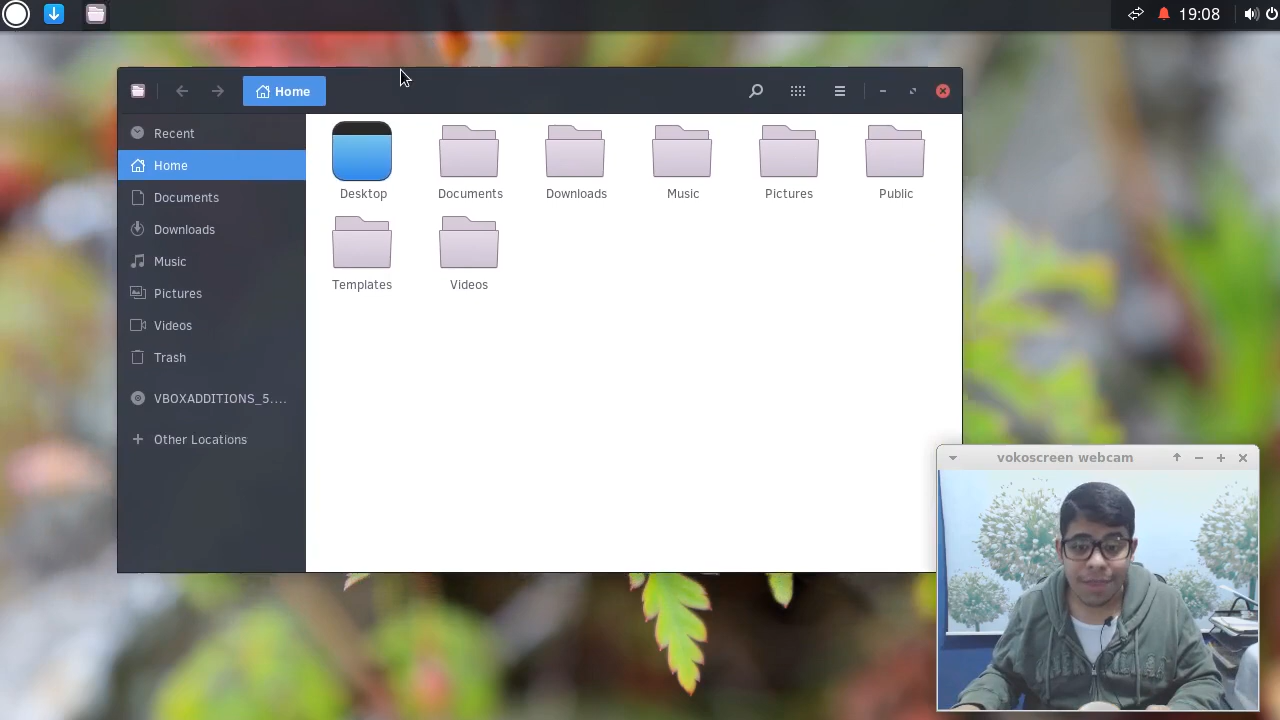 19:08
Home
Recent
Home
Documents
Downloads
Music
Pictures
Videos
Trash
VBOXADDITIONS_5....
Other Locations
Desktop Documents Downloads Music Pictures Public
Templates Videos
vokoscreen webcam